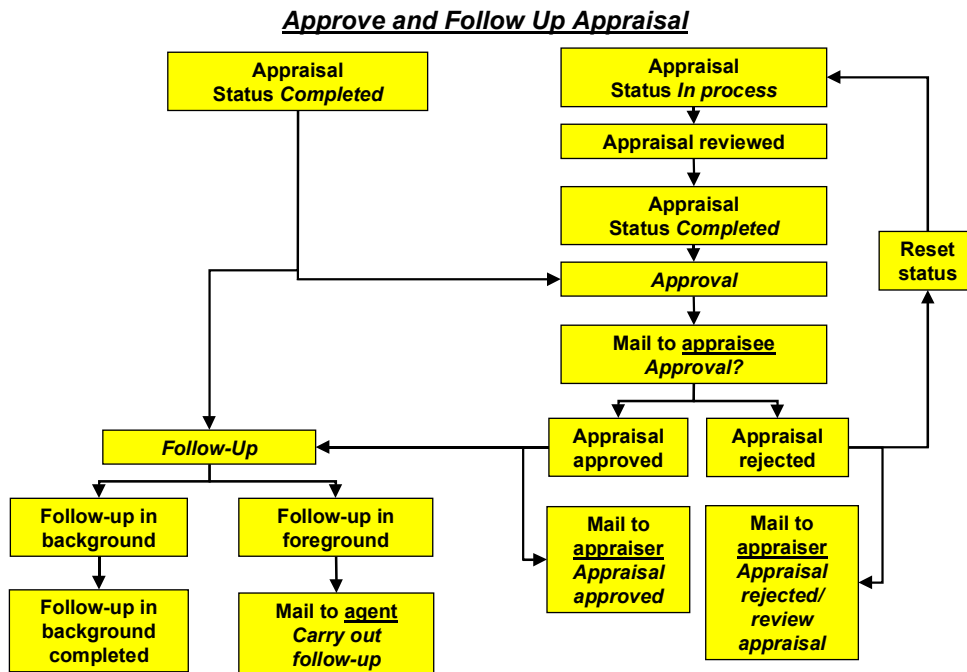 Approve and Follow Up Appraisal
Appraisal
Status Completed
Appraisal
Status In process
Appraisal reviewed
Appraisal
Status Completed
Reset
status
Approval
Mail to appraisee
Approval?
Follow-Up
Appraisal
approved
Appraisal
rejected
Follow-up in
background
Follow-up in
foreground
Mail to
appraiser
Appraisal
approved
Mail to
appraiser
Appraisal
rejected/
review
appraisal
Follow-up in
background
completed
Mail to agent
Carry out
follow-up